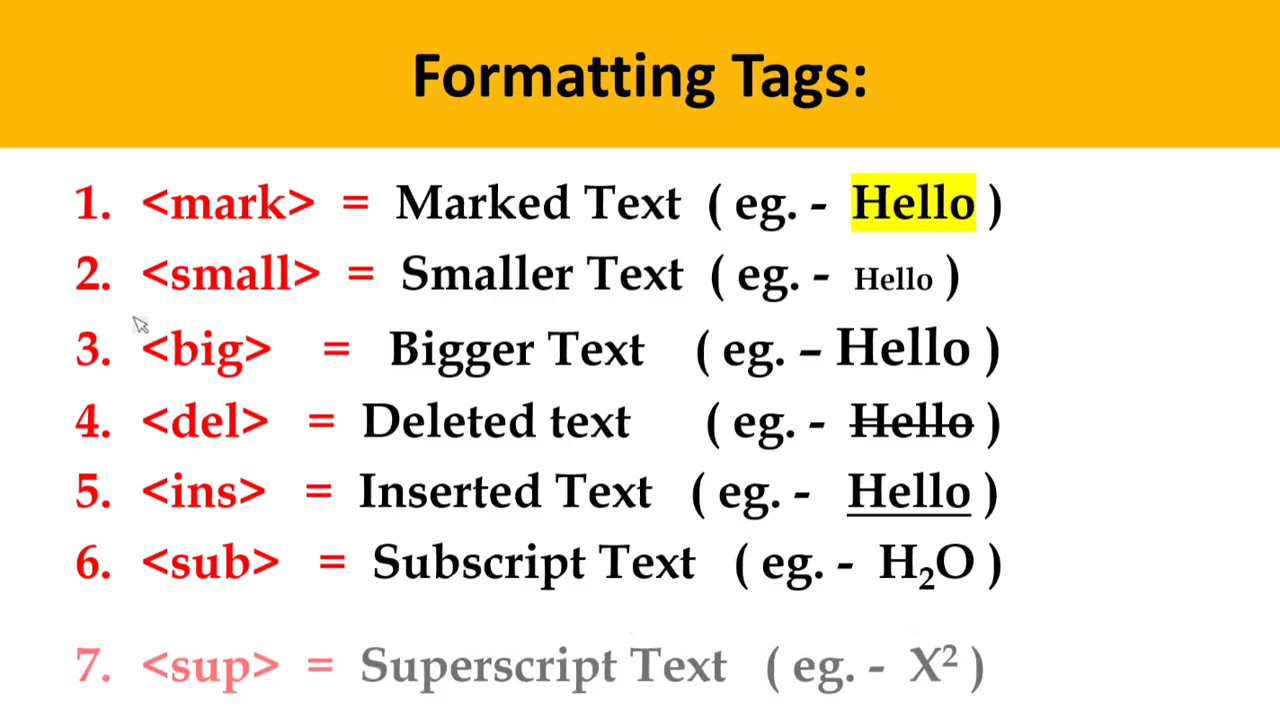 Formatting Tags:
1. <mark> = Marked Text ( eg. - Hello )
2. <small> = Smaller Text ( eg. - Hello )
3. <big> = Bigger Text ( eg. – Hello )
4. <del> = Deleted text ( eg. - Hello )
5. <ins> = Inserted Text ( eg. - Hello )
6. <sub> = Subscript Text ( eg. - H₂O )
7. <sup> = Superscript Text ( eg. - X² )